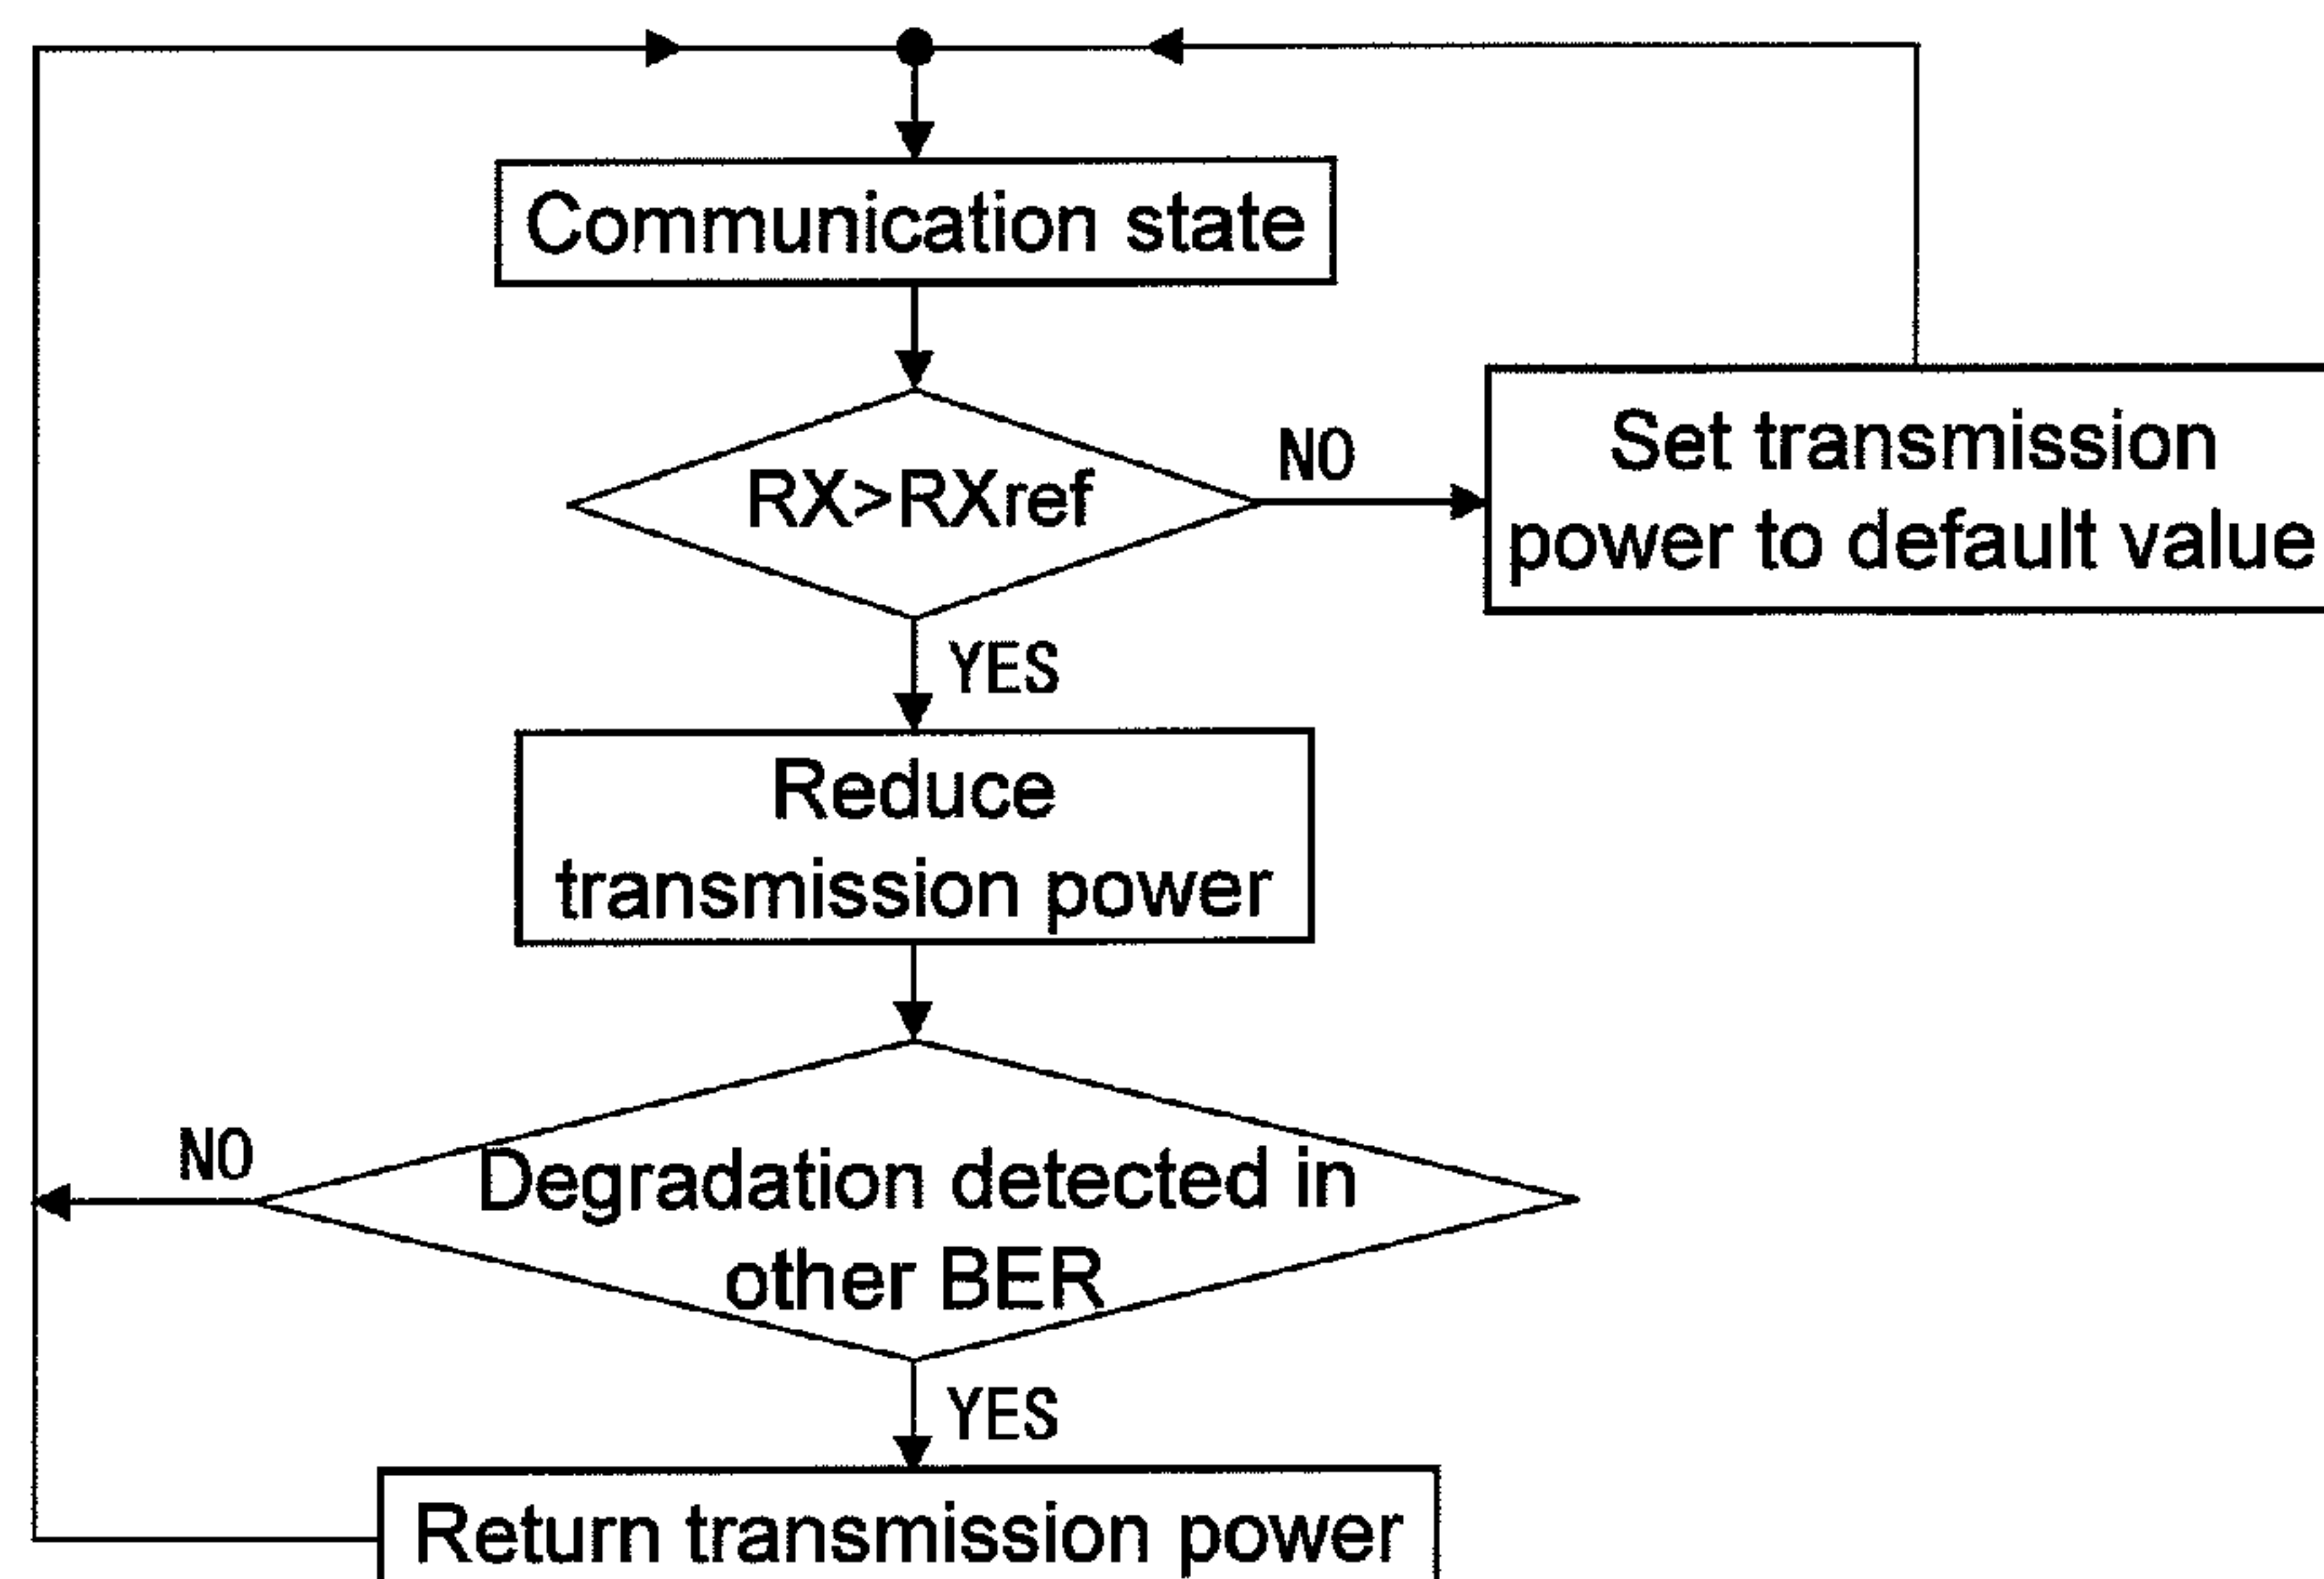 Communication state
RX>RXref
NO
Set transmission
power to default value
YES
Reduce
transmission power
NO
Degradation detected in
other BER
YES
Return transmission power